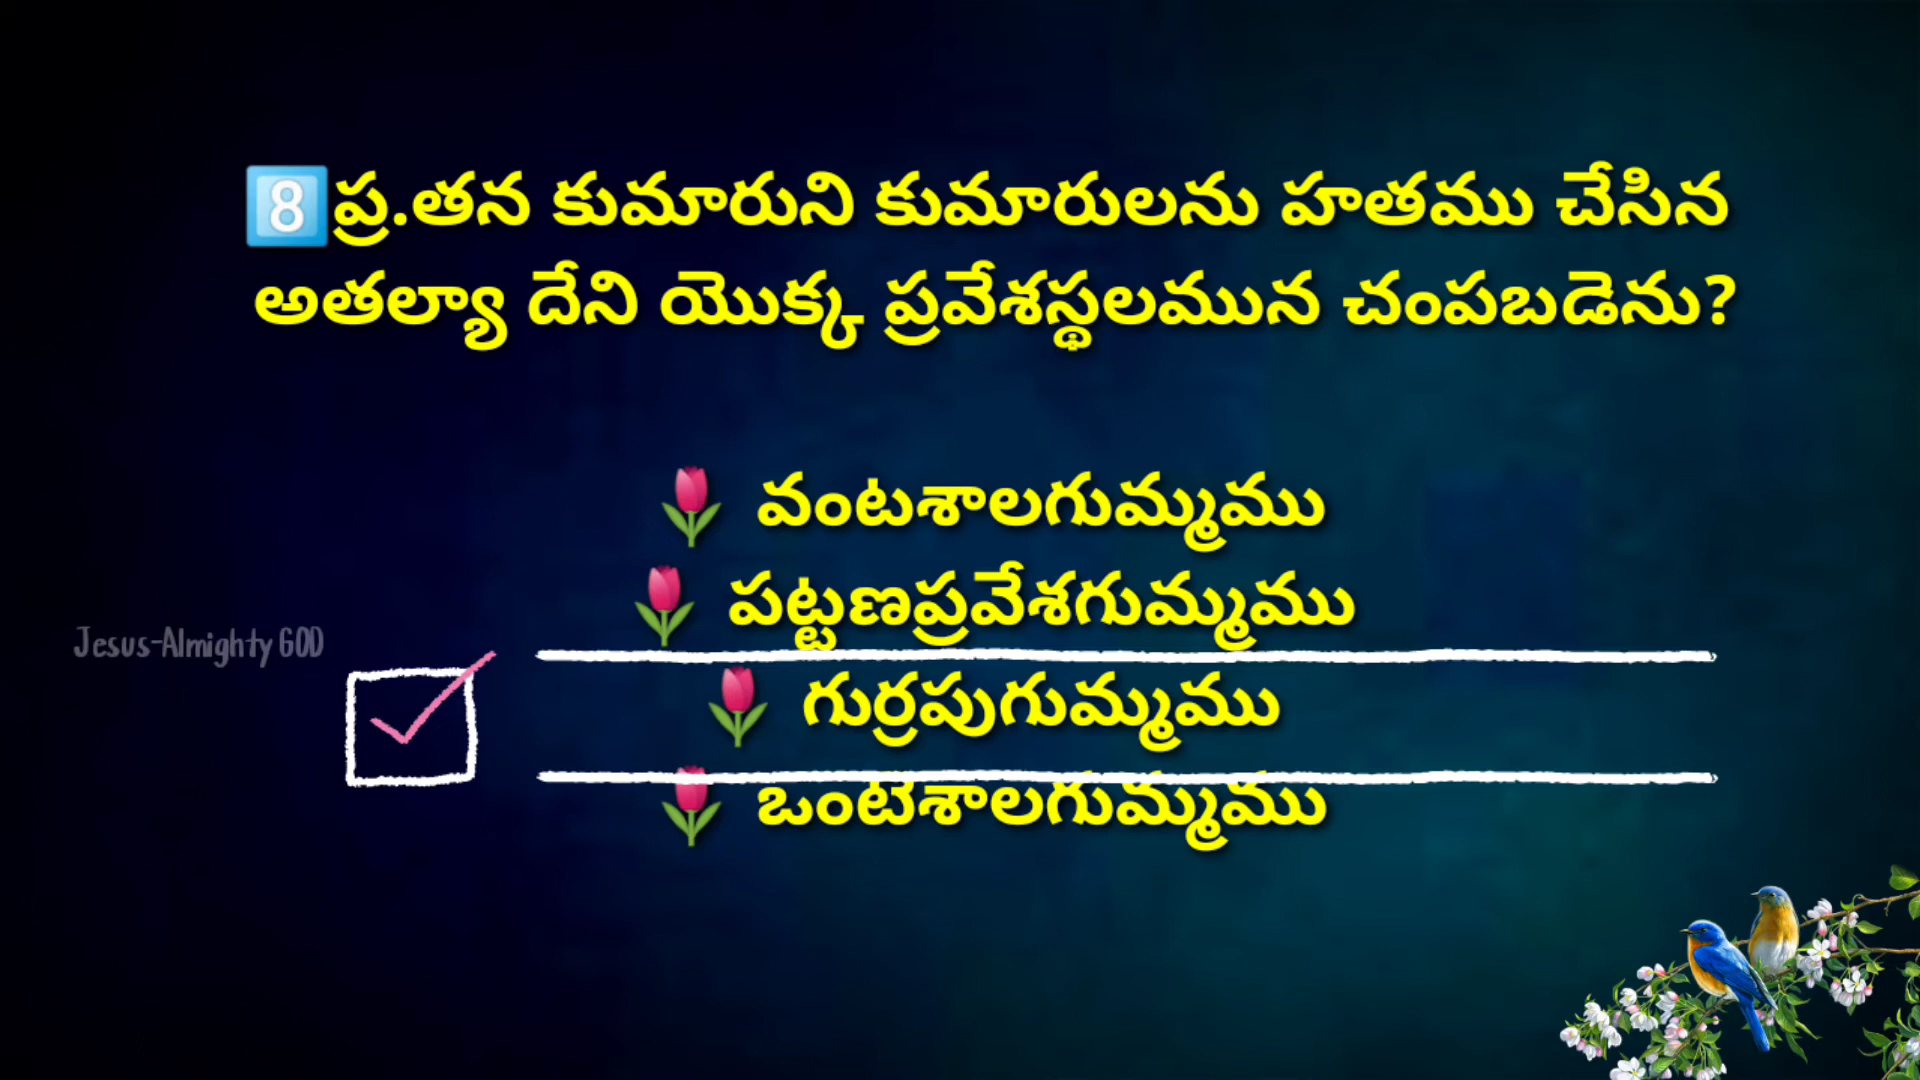 8️⃣ప్ర.తన కుమారుని కుమారులను హతము చేసిన
అతల్యా దేని యొక్క ప్రవేశస్థలమున చంపబడెను?
🌷 వంటశాలగుమ్మము
🌷 పట్టణప్రవేశగుమ్మము
Jesus-Almighty GOD
🌷 గుర్రపుగుమ్మము
🌷 ఒంటెశాలగుమ్మము